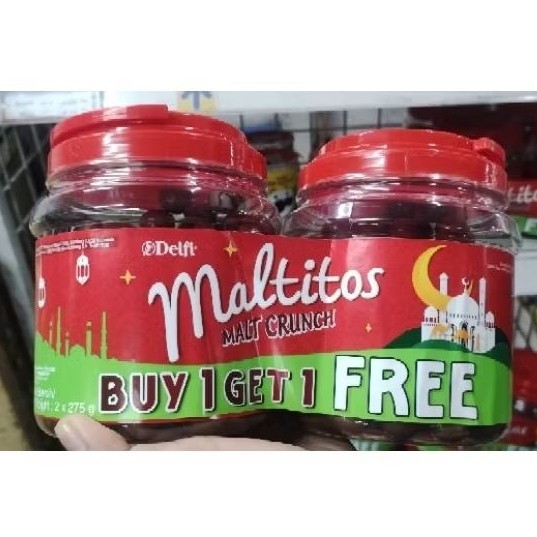 Delfi
Maltitos
MALT CRUNCH
BUY 1 GET 1 FREE
: 2 x 275 g